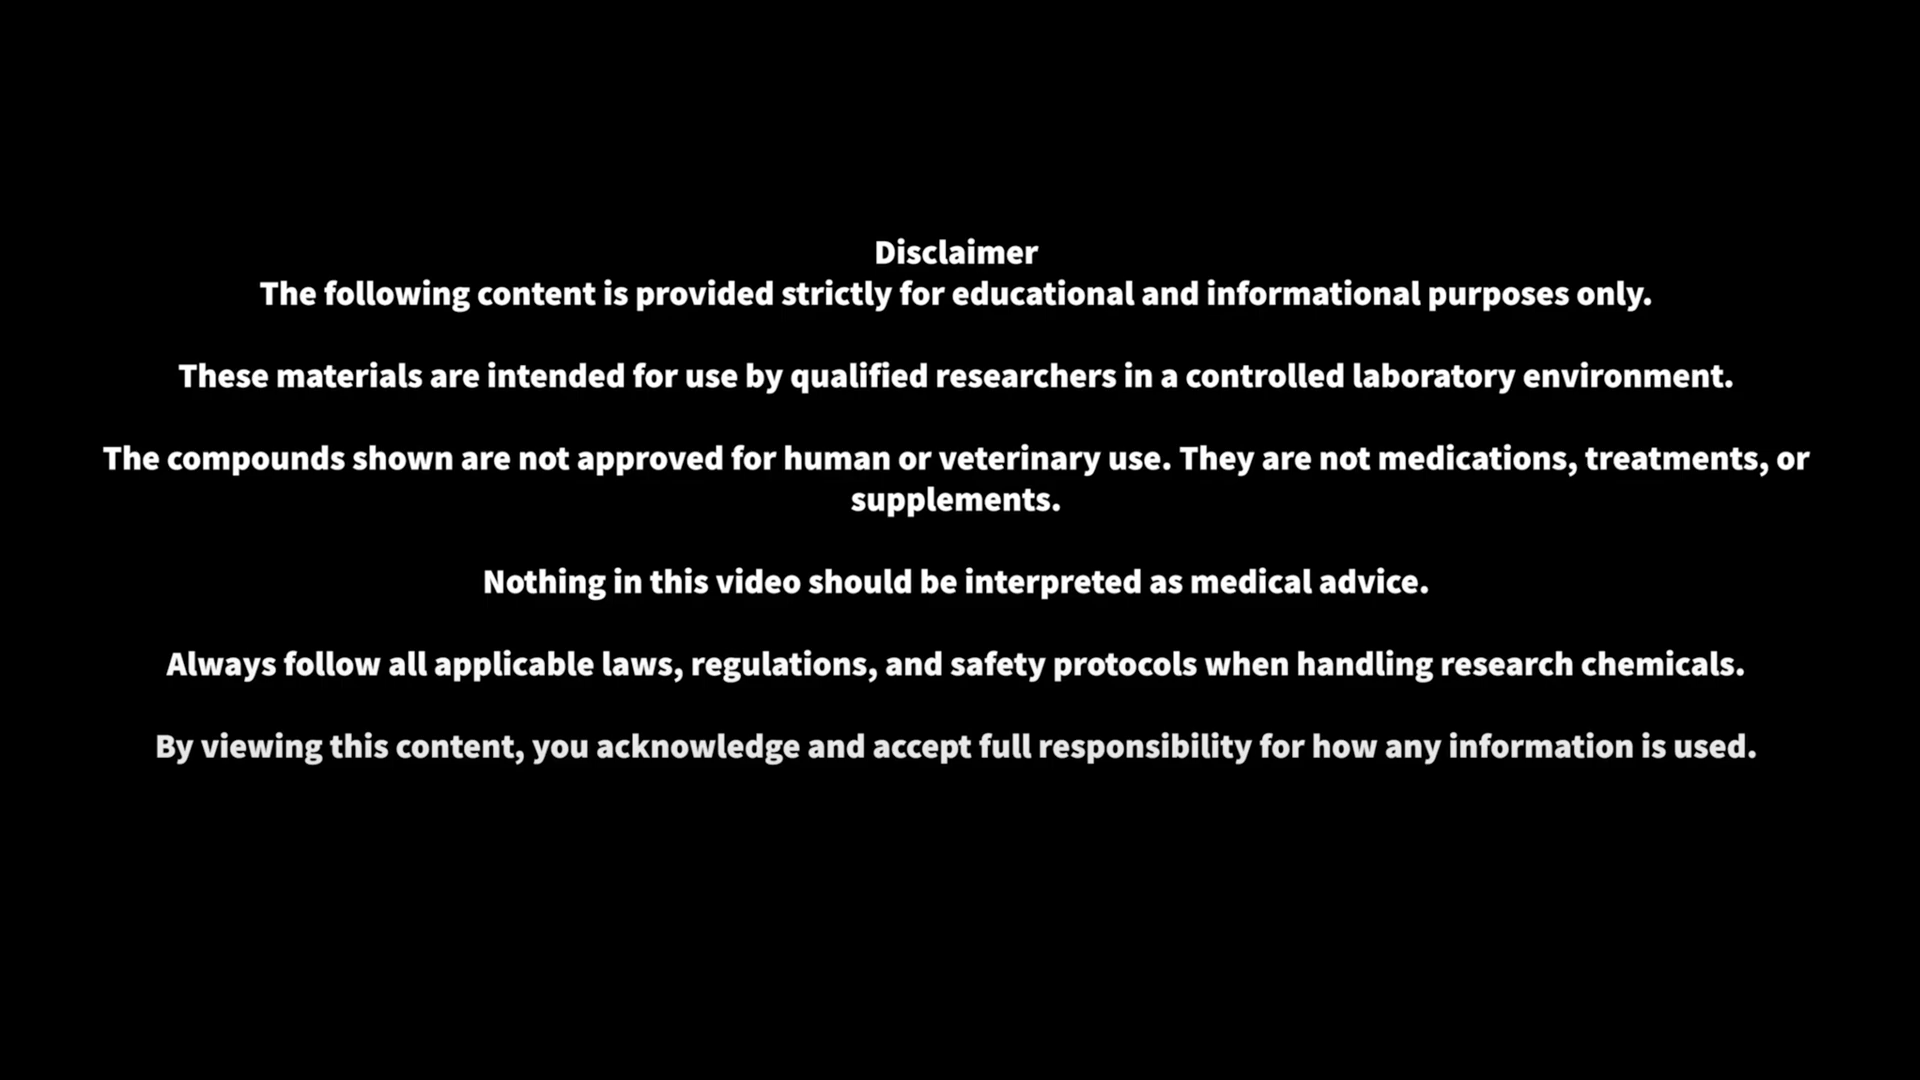 Disclaimer
The following content is provided strictly for educational and informational purposes only.
These materials are intended for use by qualified researchers in a controlled laboratory environment.
The compounds shown are not approved for human or veterinary use. They are not medications, treatments, or
supplements.
Nothing in this video should be interpreted as medical advice.
Always follow all applicable laws, regulations, and safety protocols when handling research chemicals.
By viewing this content, you acknowledge and accept full responsibility for how any information is used.